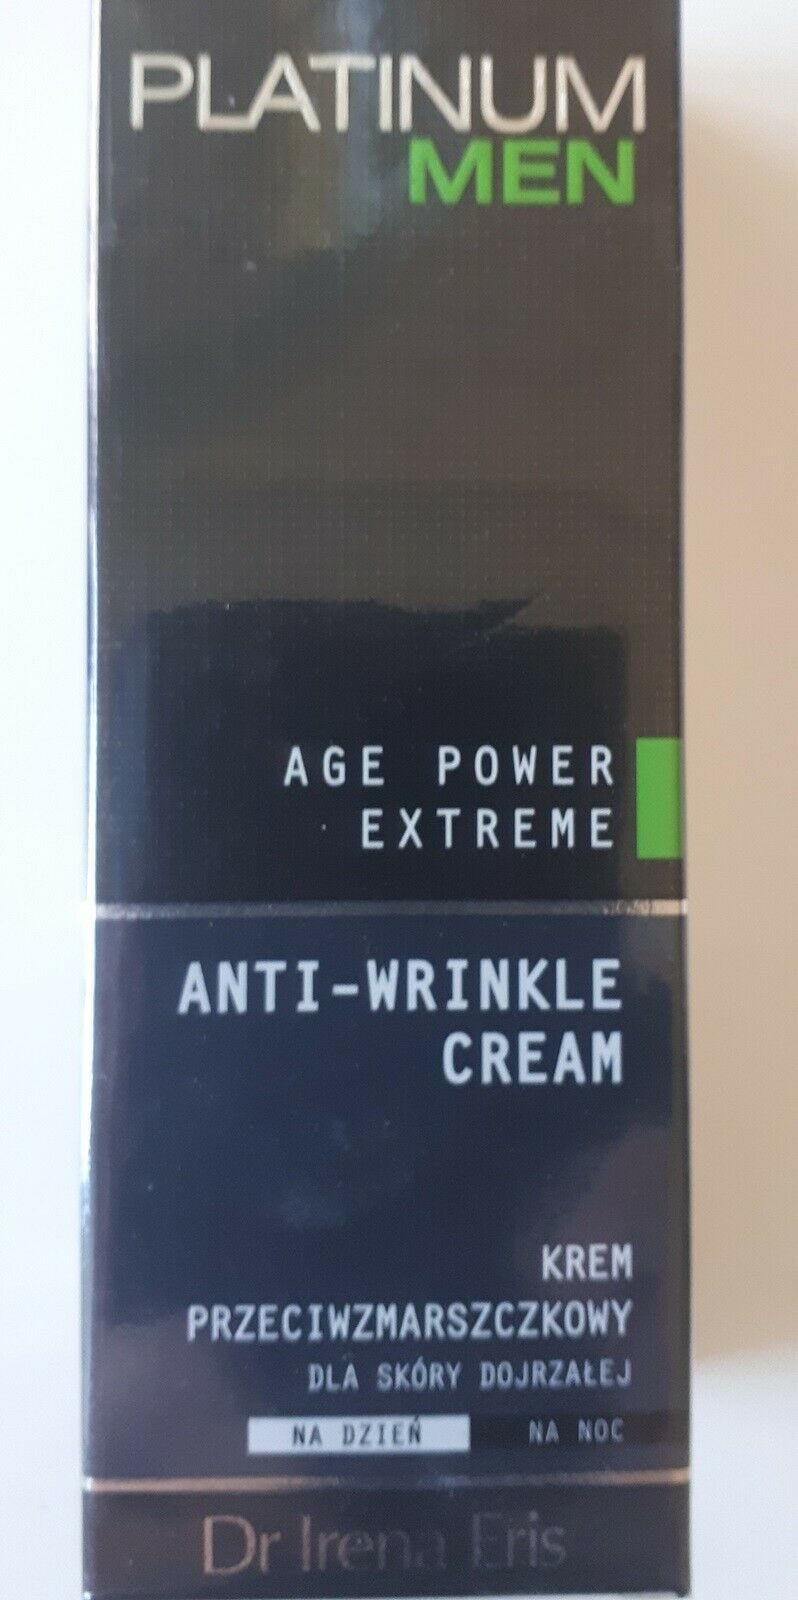 PLATINUM
MEN
AGE POWER
EXTREME
ANTI-WRINKLE
CREAM
KREM
PRZECIWZMARSZCZKOWY
DLA SKÓRY DOJRZAŁEJ
NA DZIEŃ NA NOC
Dr Irena Eris